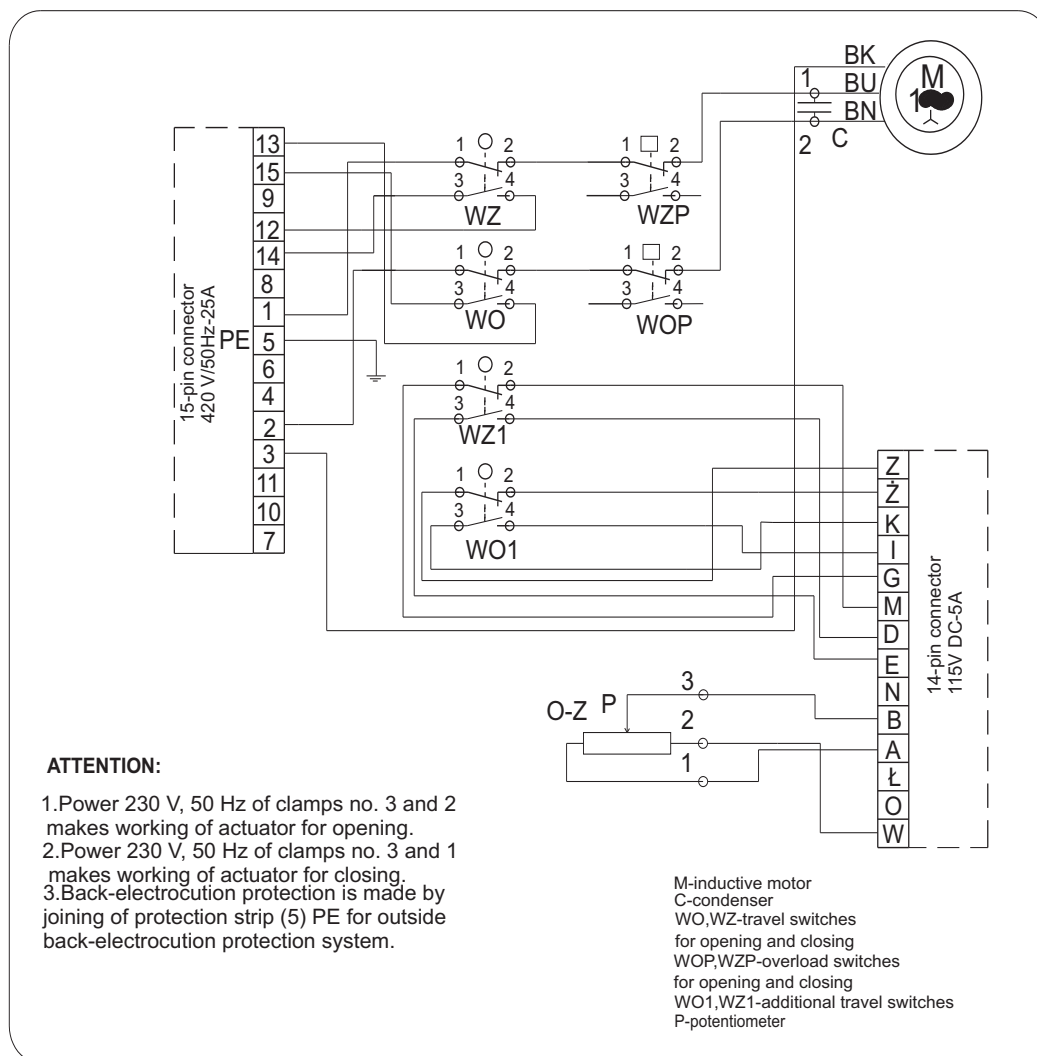 BK
BU
BN
M
1
1
2
C
15-pin connector
420 V/50Hz-25A
PE
13
15
9
12
14
8
1
5
6
4
2
3
11
10
7
1 2
3 4
WZ
1 2
3 4
WZP
1 2
3 4
WO
1 2
3 4
WOP
1 2
3 4
WZ1
1 2
3 4
WO1
Z
Ż
K
I
G
M
D
E
N
B
A
Ł
O
W
14-pin connector
115V DC-5A
O-Z P
3
2
1
ATTENTION:
1.Power 230 V, 50 Hz of clamps no. 3 and 2
makes working of actuator for opening.
2.Power 230 V, 50 Hz of clamps no. 3 and 1
makes working of actuator for closing.
3.Back-electrocution protection is made by
joining of protection strip (5) PE for outside
back-electrocution protection system.
M-inductive motor
C-condenser
WO,WZ-travel switches
for opening and closing
WOP,WZP-overload switches
for opening and closing
WO1,WZ1-additional travel switches
P-potentiometer